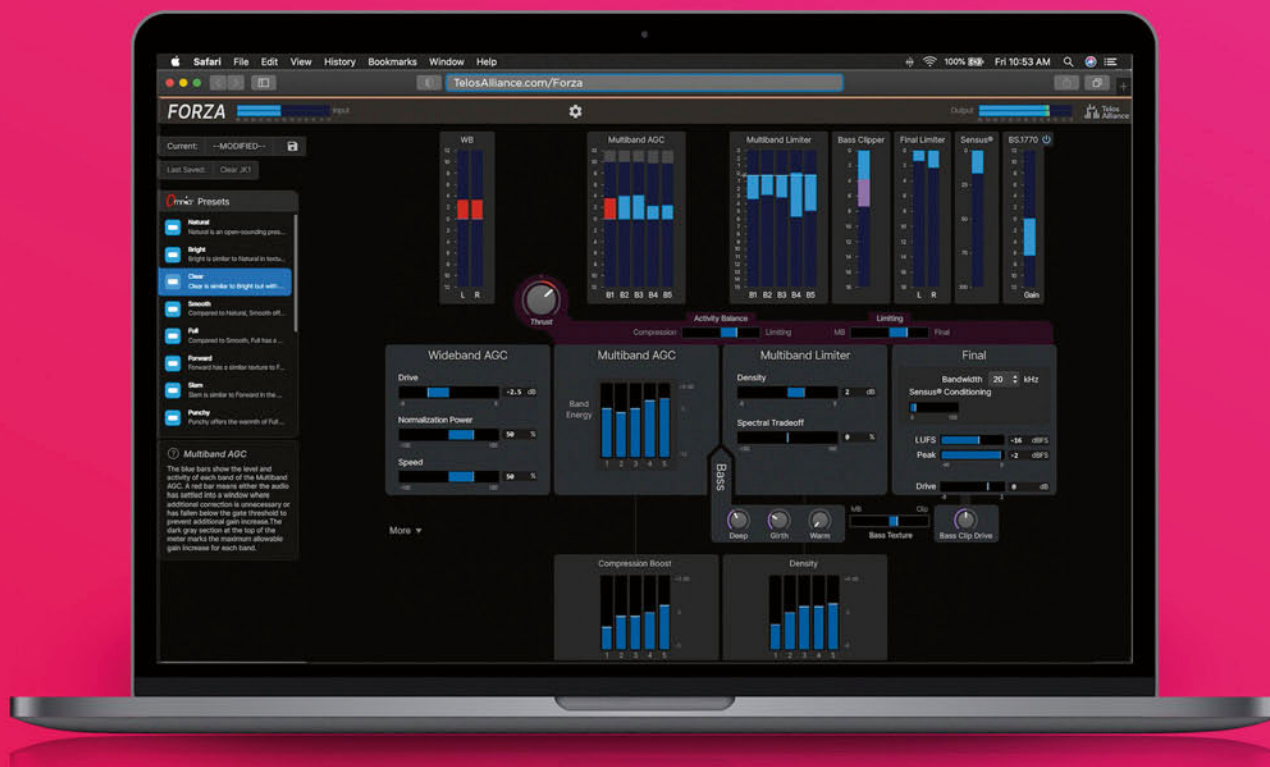 Safari File Edit View History Bookmarks Window Help
100% Fri 10:53 AM
TelosAlliance.com/Forza
FORZA
Input
Output
Telos
Alliance
Current: --MODIFIED--
Last Saved: Clear JK1
Omnia Presets
Natural
Natural is an open-sounding pres...
Bright
Bright is similar to Natural in textu...
Clear
Clear is similar to Bright but with ...
Smooth
Compared to Natural, Smooth off...
Full
Compared to Smooth, Full has a ...
Forward
Forward has a similar texture to F...
Slam
Slam is similar to Forward in the ...
Punchy
Punchy offers the warmth of Full ...
Multiband AGC
The blue bars show the level and
activity of each band of the Multiband
AGC. A red bar means either the audio
has settled into a window where
additional correction is unnecessary or
has fallen below the gate threshold to
prevent additional gain increase.The
dark gray section at the top of the
meter marks the maximum allowable
gain increase for each band.
WB
L R
Multiband AGC
B1 B2 B3 B4 B5
Multiband Limiter
B1 B2 B3 B4 B5
Bass Clipper
Final Limiter
L R
Sensus®
BS.1770
Gain
Thrust
Activity Balance
Compression Limiting
Limiting
MB Final
Wideband AGC
Drive
-2.5 dB
Normalization Power
50 %
Speed
50 %
More
Multiband AGC
Band
Energy
1 2 3 4 5
Multiband Limiter
Density
2 dB
Spectral Tradeoff
0 %
Final
Bandwidth 20 kHz
Sensus® Conditioning
0 100
LUFS -16 dBFS
Peak -2 dBFS
Drive 0 dB
Bass
Deep Girth Warm
MB Clip
Bass Texture
Bass Clip Drive
Compression Boost
1 2 3 4 5
Density
1 2 3 4 5